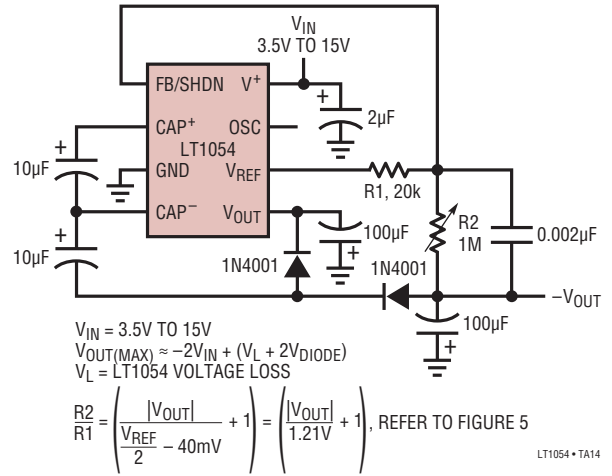 V_IN
3.5V TO 15V
FB/SHDN V⁺
2µF
CAP⁺ OSC
LT1054
10µF
GND V_REF
R1, 20k
CAP⁻ V_OUT
R2
1M
0.002µF
100µF
10µF
1N4001
1N4001
–V_OUT
100µF
V_IN = 3.5V TO 15V
V_OUT(MAX) ≈ –2V_IN + (V_L + 2V_DIODE)
V_L = LT1054 VOLTAGE LOSS
R2/R1 = (|V_OUT| / (V_REF/2 – 40mV) + 1) = (|V_OUT|/1.21V + 1), REFER TO FIGURE 5
LT1054 • TA14